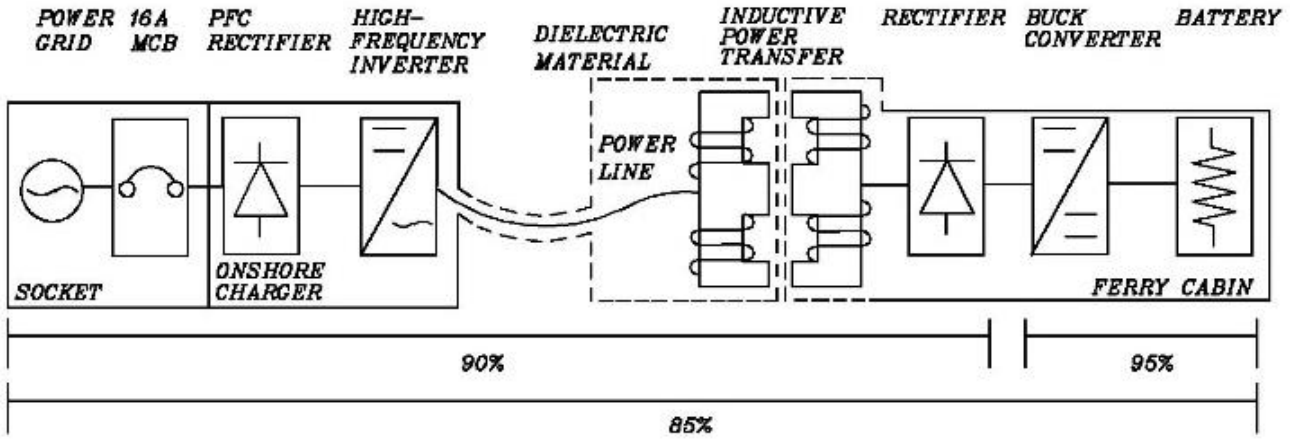 POWER GRID
16A MCB
PFC RECTIFIER
HIGH-FREQUENCY INVERTER
DIELECTRIC MATERIAL
INDUCTIVE POWER TRANSFER
RECTIFIER
BUCK CONVERTER
BATTERY
POWER LINE
SOCKET
ONSHORE CHARGER
FERRY CABIN
90%
95%
85%